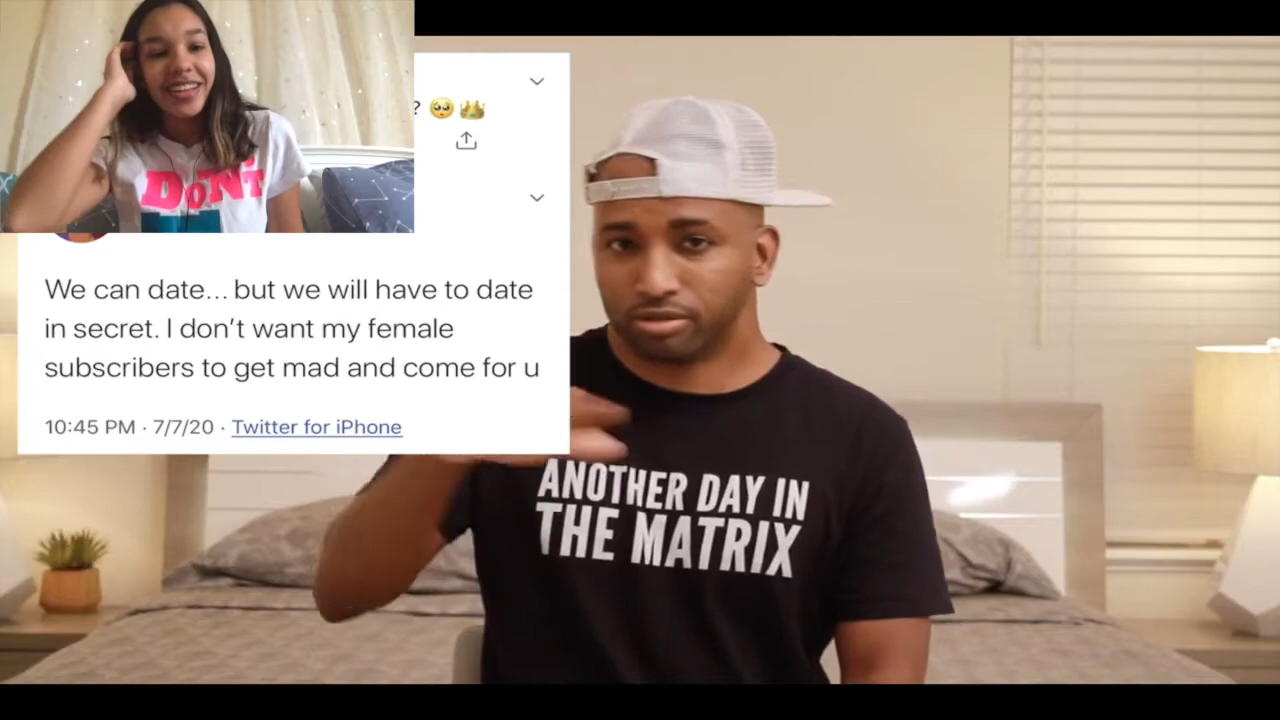 DON'T
?🥺👑
We can date... but we will have to date
in secret. I don't want my female
subscribers to get mad and come for u
10:45 PM · 7/7/20 · Twitter for iPhone
ANOTHER DAY IN
THE MATRIX